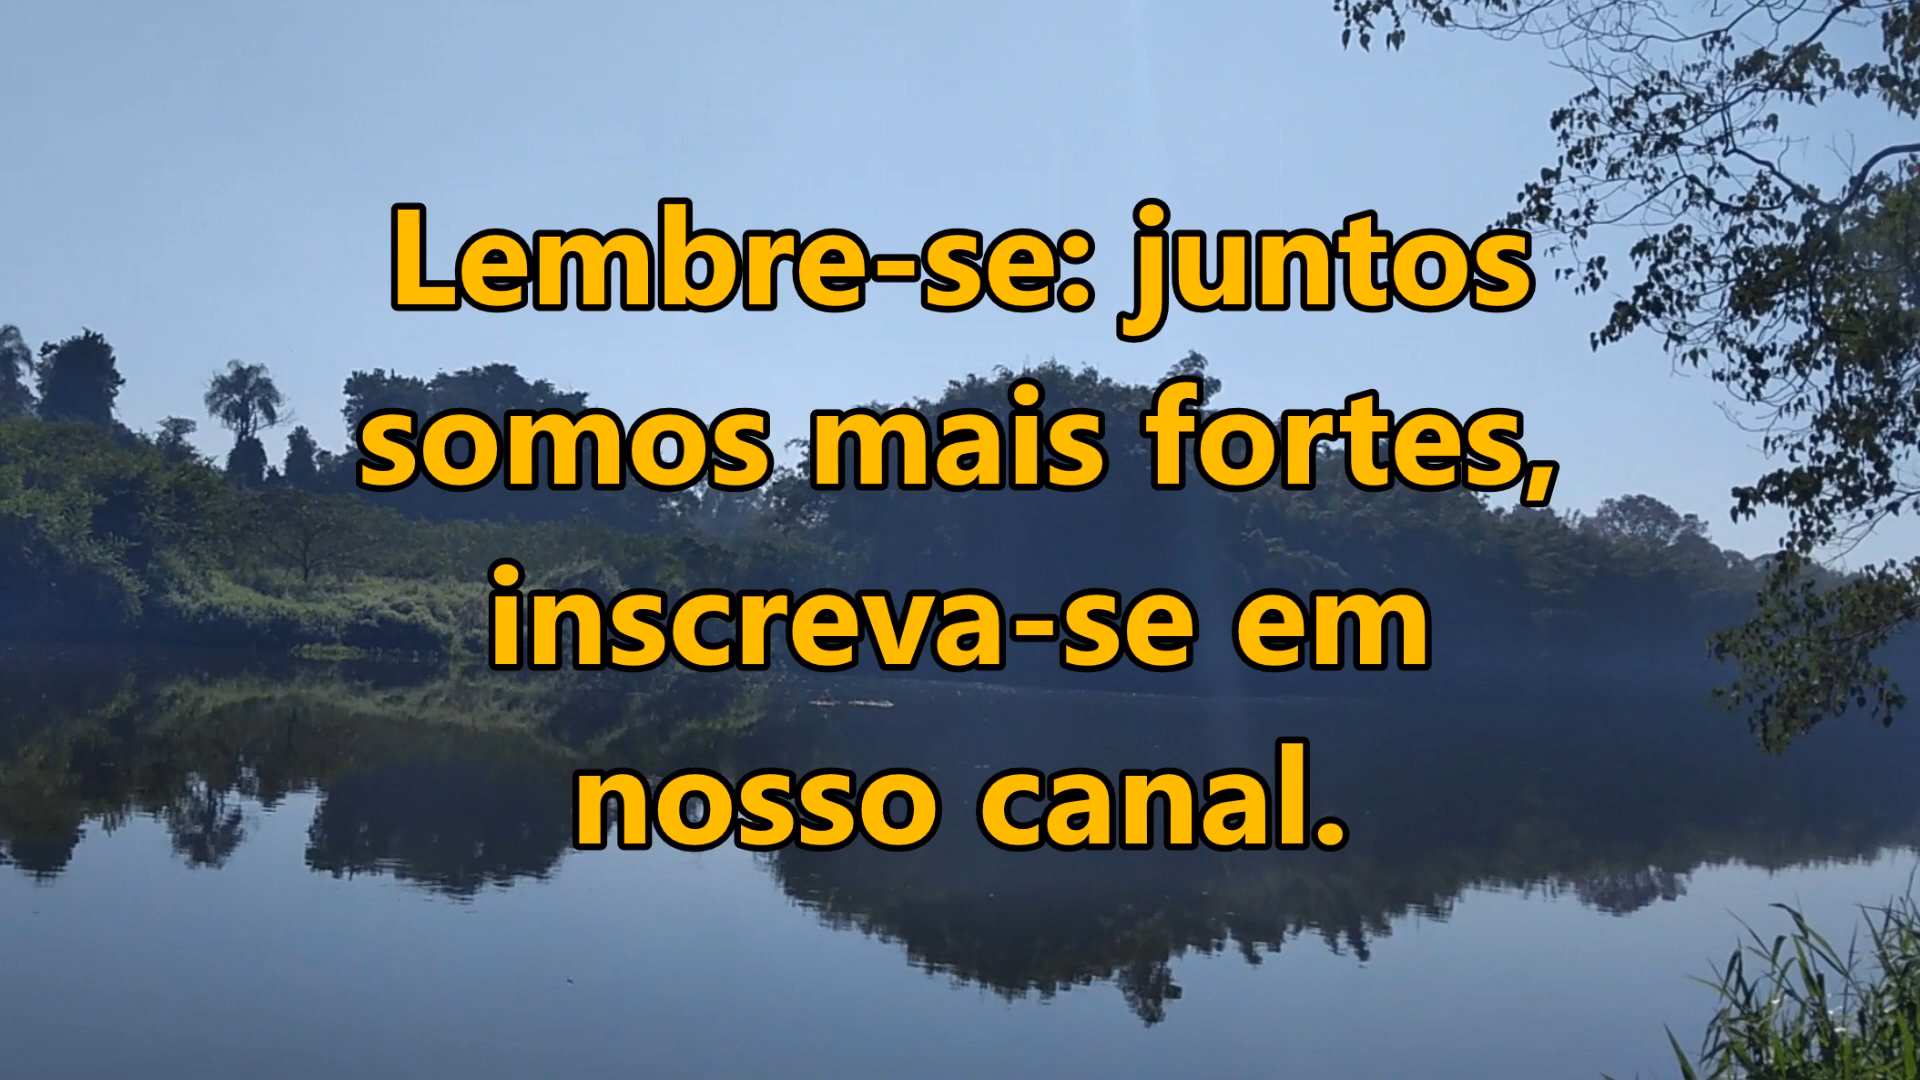 Lembre-se: juntos
somos mais fortes,
inscreva-se em
nosso canal.